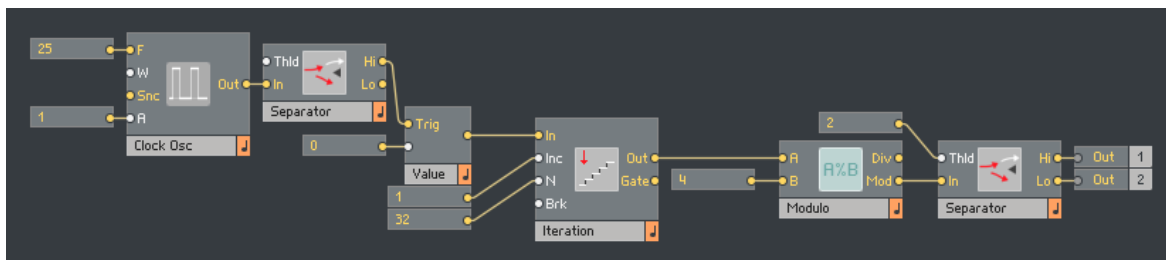 25
F
W
Snc
A
Out
1
Clock Osc
Thld
In
Hi
Lo
Separator
0
Trig
Value
1
32
In
Inc
N
Brk
Out
Gate
Iteration
4
A
B
A%B
Div
Mod
Modulo
2
Thld
In
Hi
Lo
Separator
Out 1
Out 2